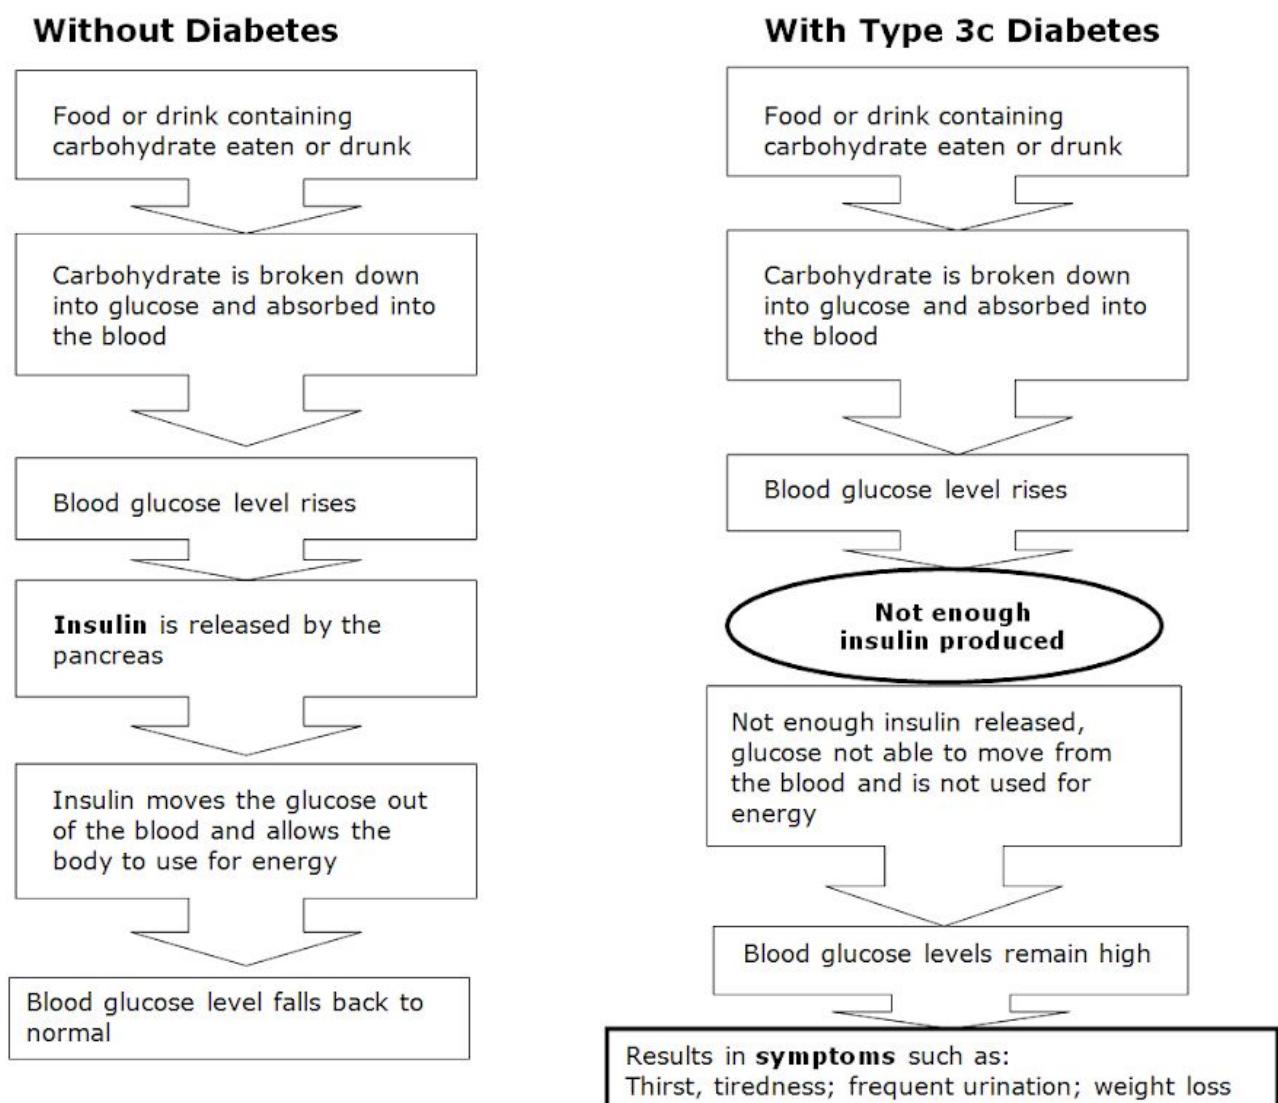 Without Diabetes
Food or drink containing
carbohydrate eaten or drunk
Carbohydrate is broken down
into glucose and absorbed into
the blood
Blood glucose level rises
Insulin is released by the
pancreas
Insulin moves the glucose out
of the blood and allows the
body to use for energy
Blood glucose level falls back to
normal
With Type 3c Diabetes
Food or drink containing
carbohydrate eaten or drunk
Carbohydrate is broken down
into glucose and absorbed into
the blood
Blood glucose level rises
Not enough
insulin produced
Not enough insulin released,
glucose not able to move from
the blood and is not used for
energy
Blood glucose levels remain high
Results in symptoms such as:
Thirst, tiredness; frequent urination; weight loss